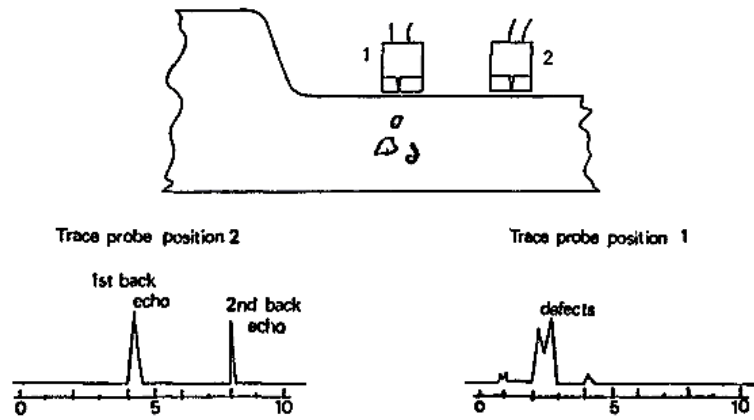 1
2
Trace probe position 2
Trace probe position 1
1st back
echo
2nd back
echo
defects
0 5 10
0 5 10